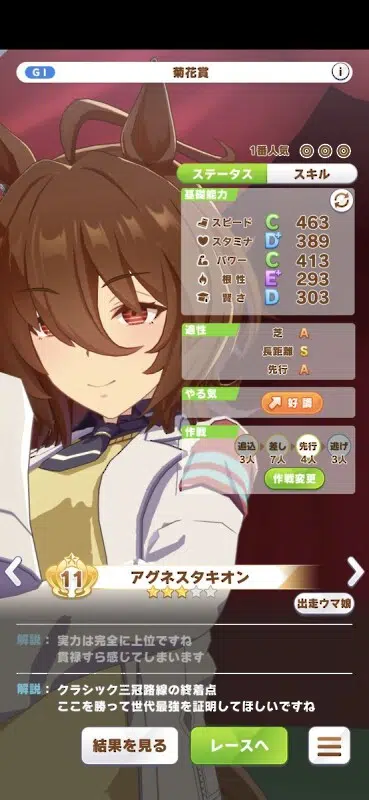 GI
菊花賞
i
1番人気 ◎ ◎ ◎
ステータス
スキル
基礎能力
スピード C 463
スタミナ D+ 389
パワー C 413
根性 E+ 293
賢さ D 303
適性
芝 A
長距離 S
先行 A
やる気
好調
作戦
追込 差し 先行 逃げ
3人 7人 4人 3人
作戦変更
11 アグネスタキオン
出走ウマ娘
解説：実力は完全に上位ですね
貫禄すら感じてしまいます
解説：クラシック三冠路線の終着点
ここを勝って世代最強を証明してほしいですね
結果を見る
レースへ